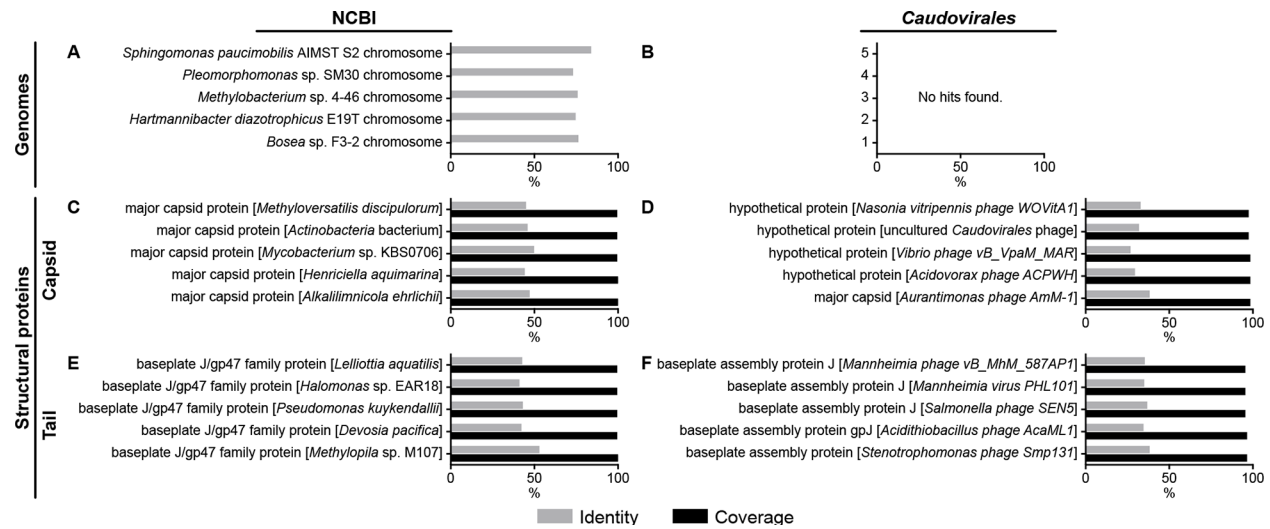 NCBI
Caudovirales
Genomes
A
Sphingomonas paucimobilis AIMST S2 chromosome
Pleomorphomonas sp. SM30 chromosome
Methylobacterium sp. 4-46 chromosome
Hartmannibacter diazotrophicus E19T chromosome
Bosea sp. F3-2 chromosome
0 50 100
%
B
5
4
3
2
1
No hits found.
0 50 100
%
Structural proteins
Capsid
C
major capsid protein [Methyloversatilis discipulorum]
major capsid protein [Actinobacteria bacterium]
major capsid protein [Mycobacterium sp. KBS0706]
major capsid protein [Henriciella aquimarina]
major capsid protein [Alkalilimnicola ehrlichii]
0 50 100
%
D
hypothetical protein [Nasonia vitripennis phage WOVitA1]
hypothetical protein [uncultured Caudovirales phage]
hypothetical protein [Vibrio phage vB_VpaM_MAR]
hypothetical protein [Acidovorax phage ACPWH]
major capsid [Aurantimonas phage AmM-1]
0 50 100
%
Tail
E
baseplate J/gp47 family protein [Lelliottia aquatilis]
baseplate J/gp47 family protein [Halomonas sp. EAR18]
baseplate J/gp47 family protein [Pseudomonas kuykendallii]
baseplate J/gp47 family protein [Devosia pacifica]
baseplate J/gp47 family protein [Methylopila sp. M107]
0 50 100
%
F
baseplate assembly protein J [Mannheimia phage vB_MhM_587AP1]
baseplate assembly protein J [Mannheimia virus PHL101]
baseplate assembly protein J [Salmonella phage SEN5]
baseplate assembly protein gpJ [Acidithiobacillus phage AcaML1]
baseplate assembly protein [Stenotrophomonas phage Smp131]
0 50 100
%
Identity Coverage